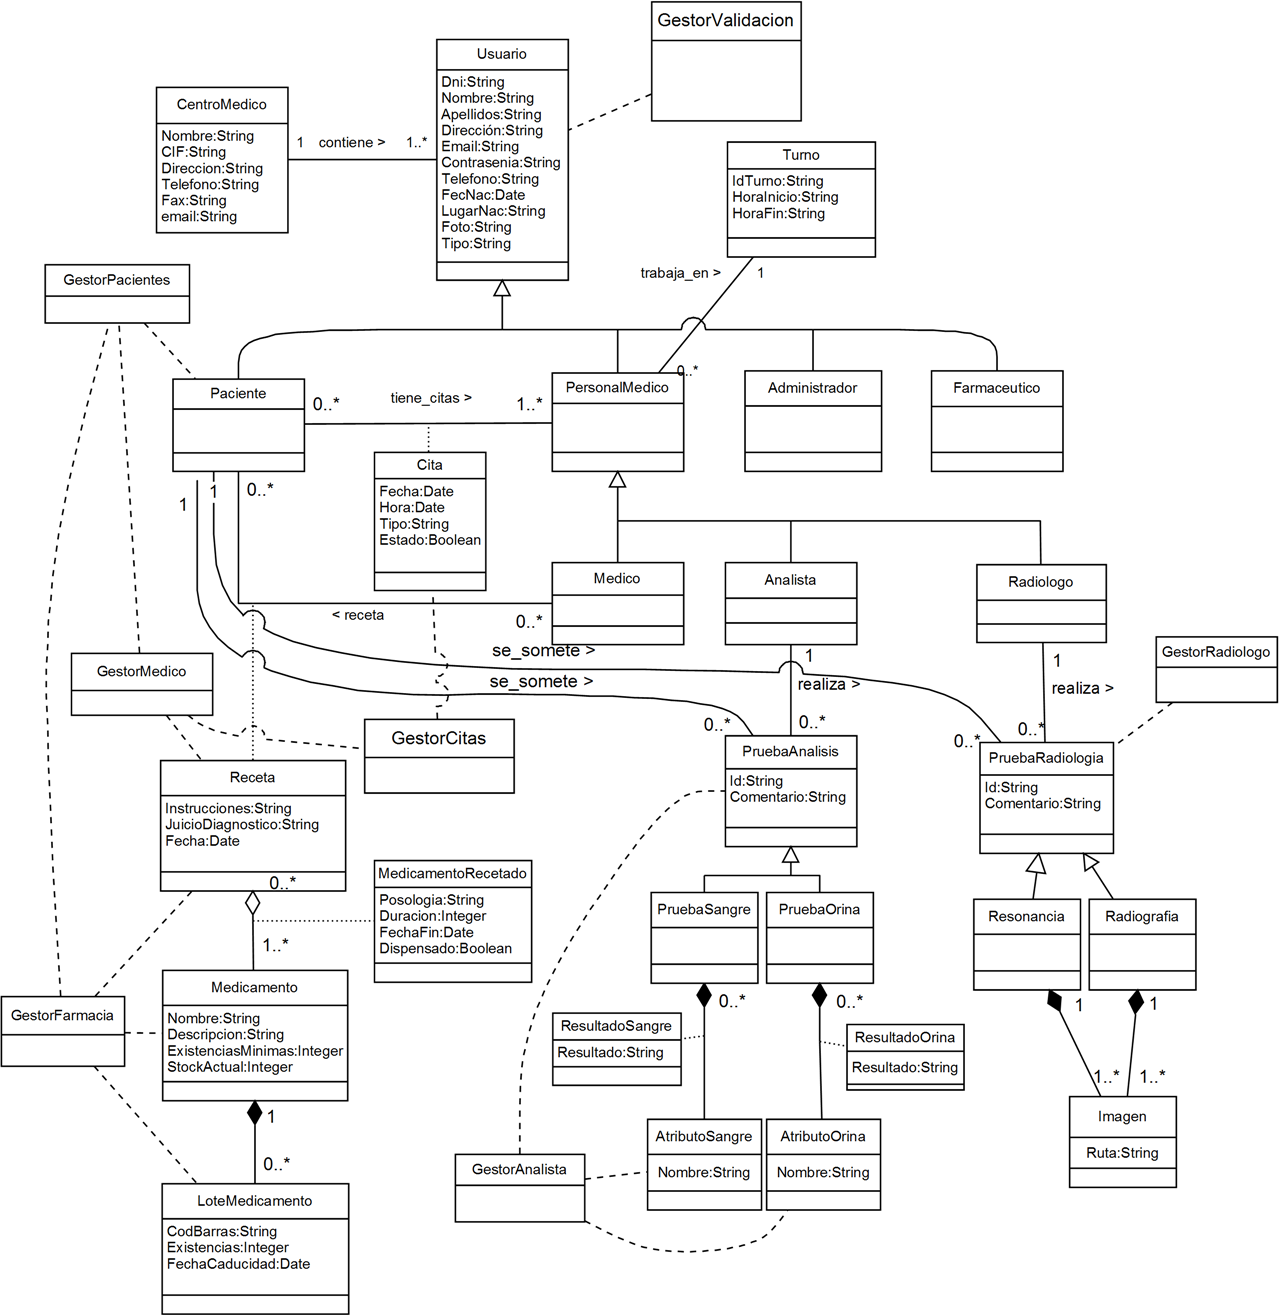 GestorValidacion
Usuario
Dni:String
Nombre:String
Apellidos:String
Dirección:String
Email:String
Contrasenia:String
Telefono:String
FecNac:Date
LugarNac:String
Foto:String
Tipo:String
CentroMedico
Nombre:String
CIF:String
Direccion:String
Telefono:String
Fax:String
email:String
1 contiene > 1..*
Turno
IdTurno:String
HoraInicio:String
HoraFin:String
trabaja_en > 1
0..*
GestorPacientes
Paciente
PersonalMedico
Administrador
Farmaceutico
0..* tiene_citas > 1..*
Cita
Fecha:Date
Hora:Date
Tipo:String
Estado:Boolean
1 1 0..*
Medico
Analista
Radiologo
< receta 0..*
se_somete >
se_somete >
1
realiza >
1
realiza >
GestorRadiologo
GestorMedico
GestorCitas
0..* 0..*
0..* 0..*
PruebaAnalisis
Id:String
Comentario:String
PruebaRadiologia
Id:String
Comentario:String
Receta
Instrucciones:String
JuicioDiagnostico:String
Fecha:Date
0..*
1..*
MedicamentoRecetado
Posologia:String
Duracion:Integer
FechaFin:Date
Dispensado:Boolean
PruebaSangre
PruebaOrina
Resonancia
Radiografia
GestorFarmacia
Medicamento
Nombre:String
Descripcion:String
ExistenciasMinimas:Integer
StockActual:Integer
0..* 0..*
1 1
ResultadoSangre
Resultado:String
ResultadoOrina
Resultado:String
1..* 1..*
Imagen
Ruta:String
1
0..*
AtributoSangre
Nombre:String
AtributoOrina
Nombre:String
GestorAnalista
LoteMedicamento
CodBarras:String
Existencias:Integer
FechaCaducidad:Date